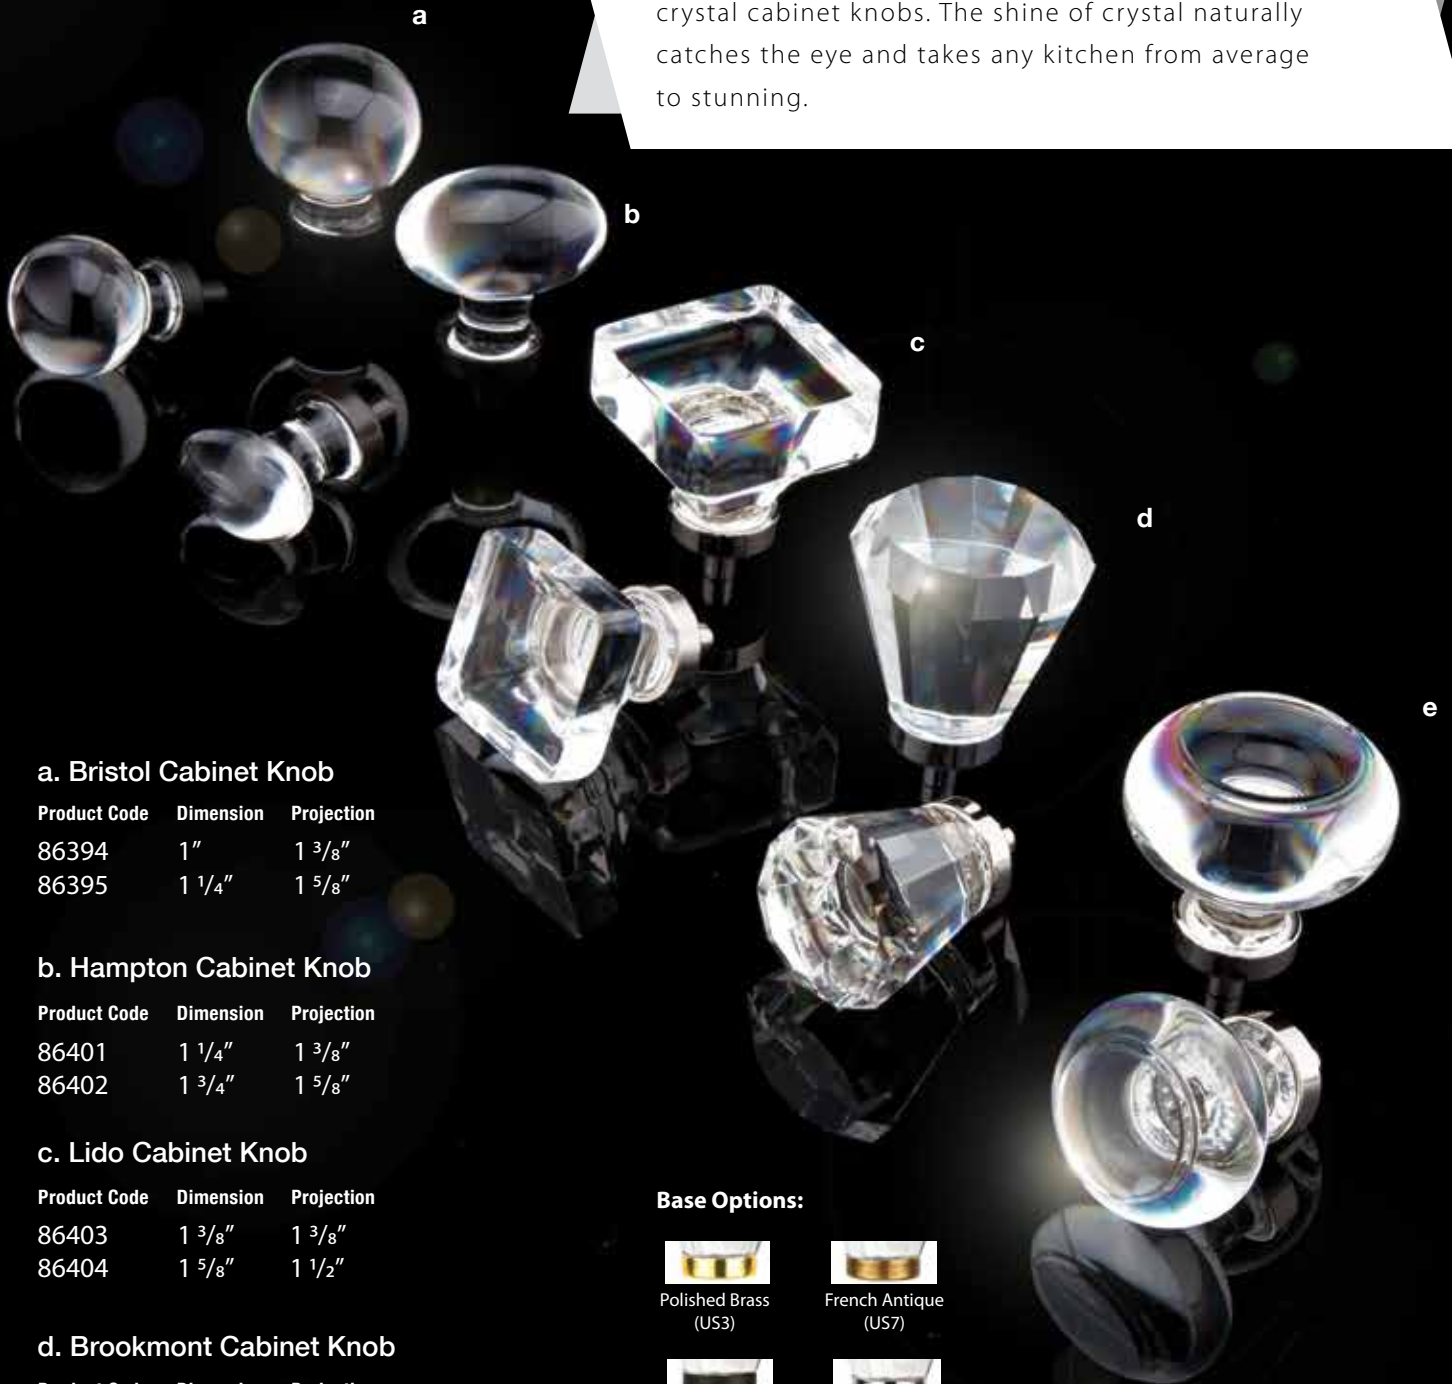 a
crystal cabinet knobs. The shine of crystal naturally
catches the eye and takes any kitchen from average
to stunning.
b
c
d
e
a. Bristol Cabinet Knob
Product Code Dimension Projection
86394 1" 1 3/8"
86395 1 1/4" 1 5/8"
b. Hampton Cabinet Knob
Product Code Dimension Projection
86401 1 1/4" 1 3/8"
86402 1 3/4" 1 5/8"
c. Lido Cabinet Knob
Product Code Dimension Projection
86403 1 3/8" 1 3/8"
86404 1 5/8" 1 1/2"
d. Brookmont Cabinet Knob
Base Options:
Polished Brass
(US3)
French Antique
(US7)